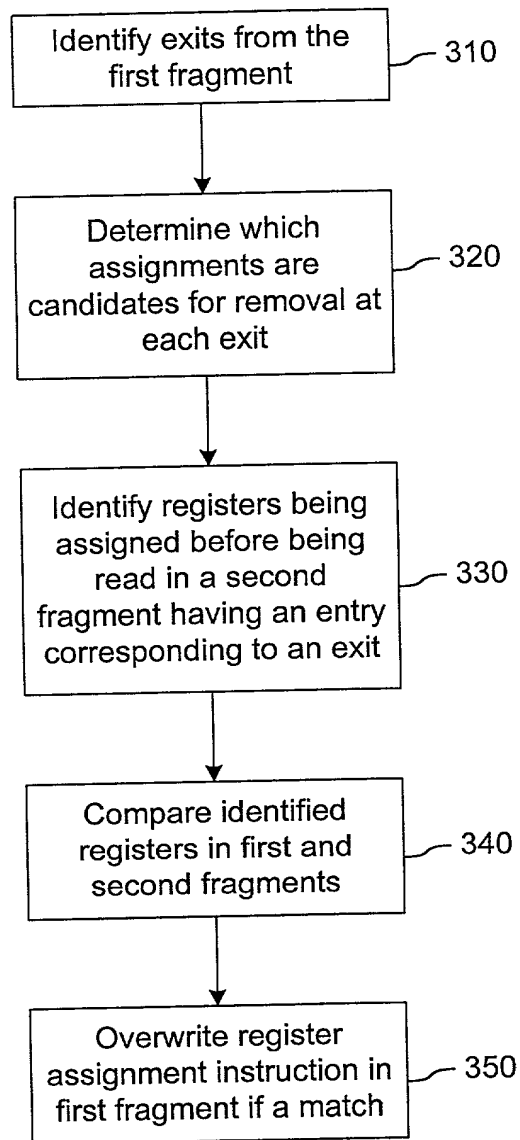 Identify exits from the
first fragment
310
Determine which
assignments are
candidates for removal at
each exit
320
Identify registers being
assigned before being
read in a second
fragment having an entry
corresponding to an exit
330
Compare identified
registers in first and
second fragments
340
Overwrite register
assignment instruction in
first fragment if a match
350